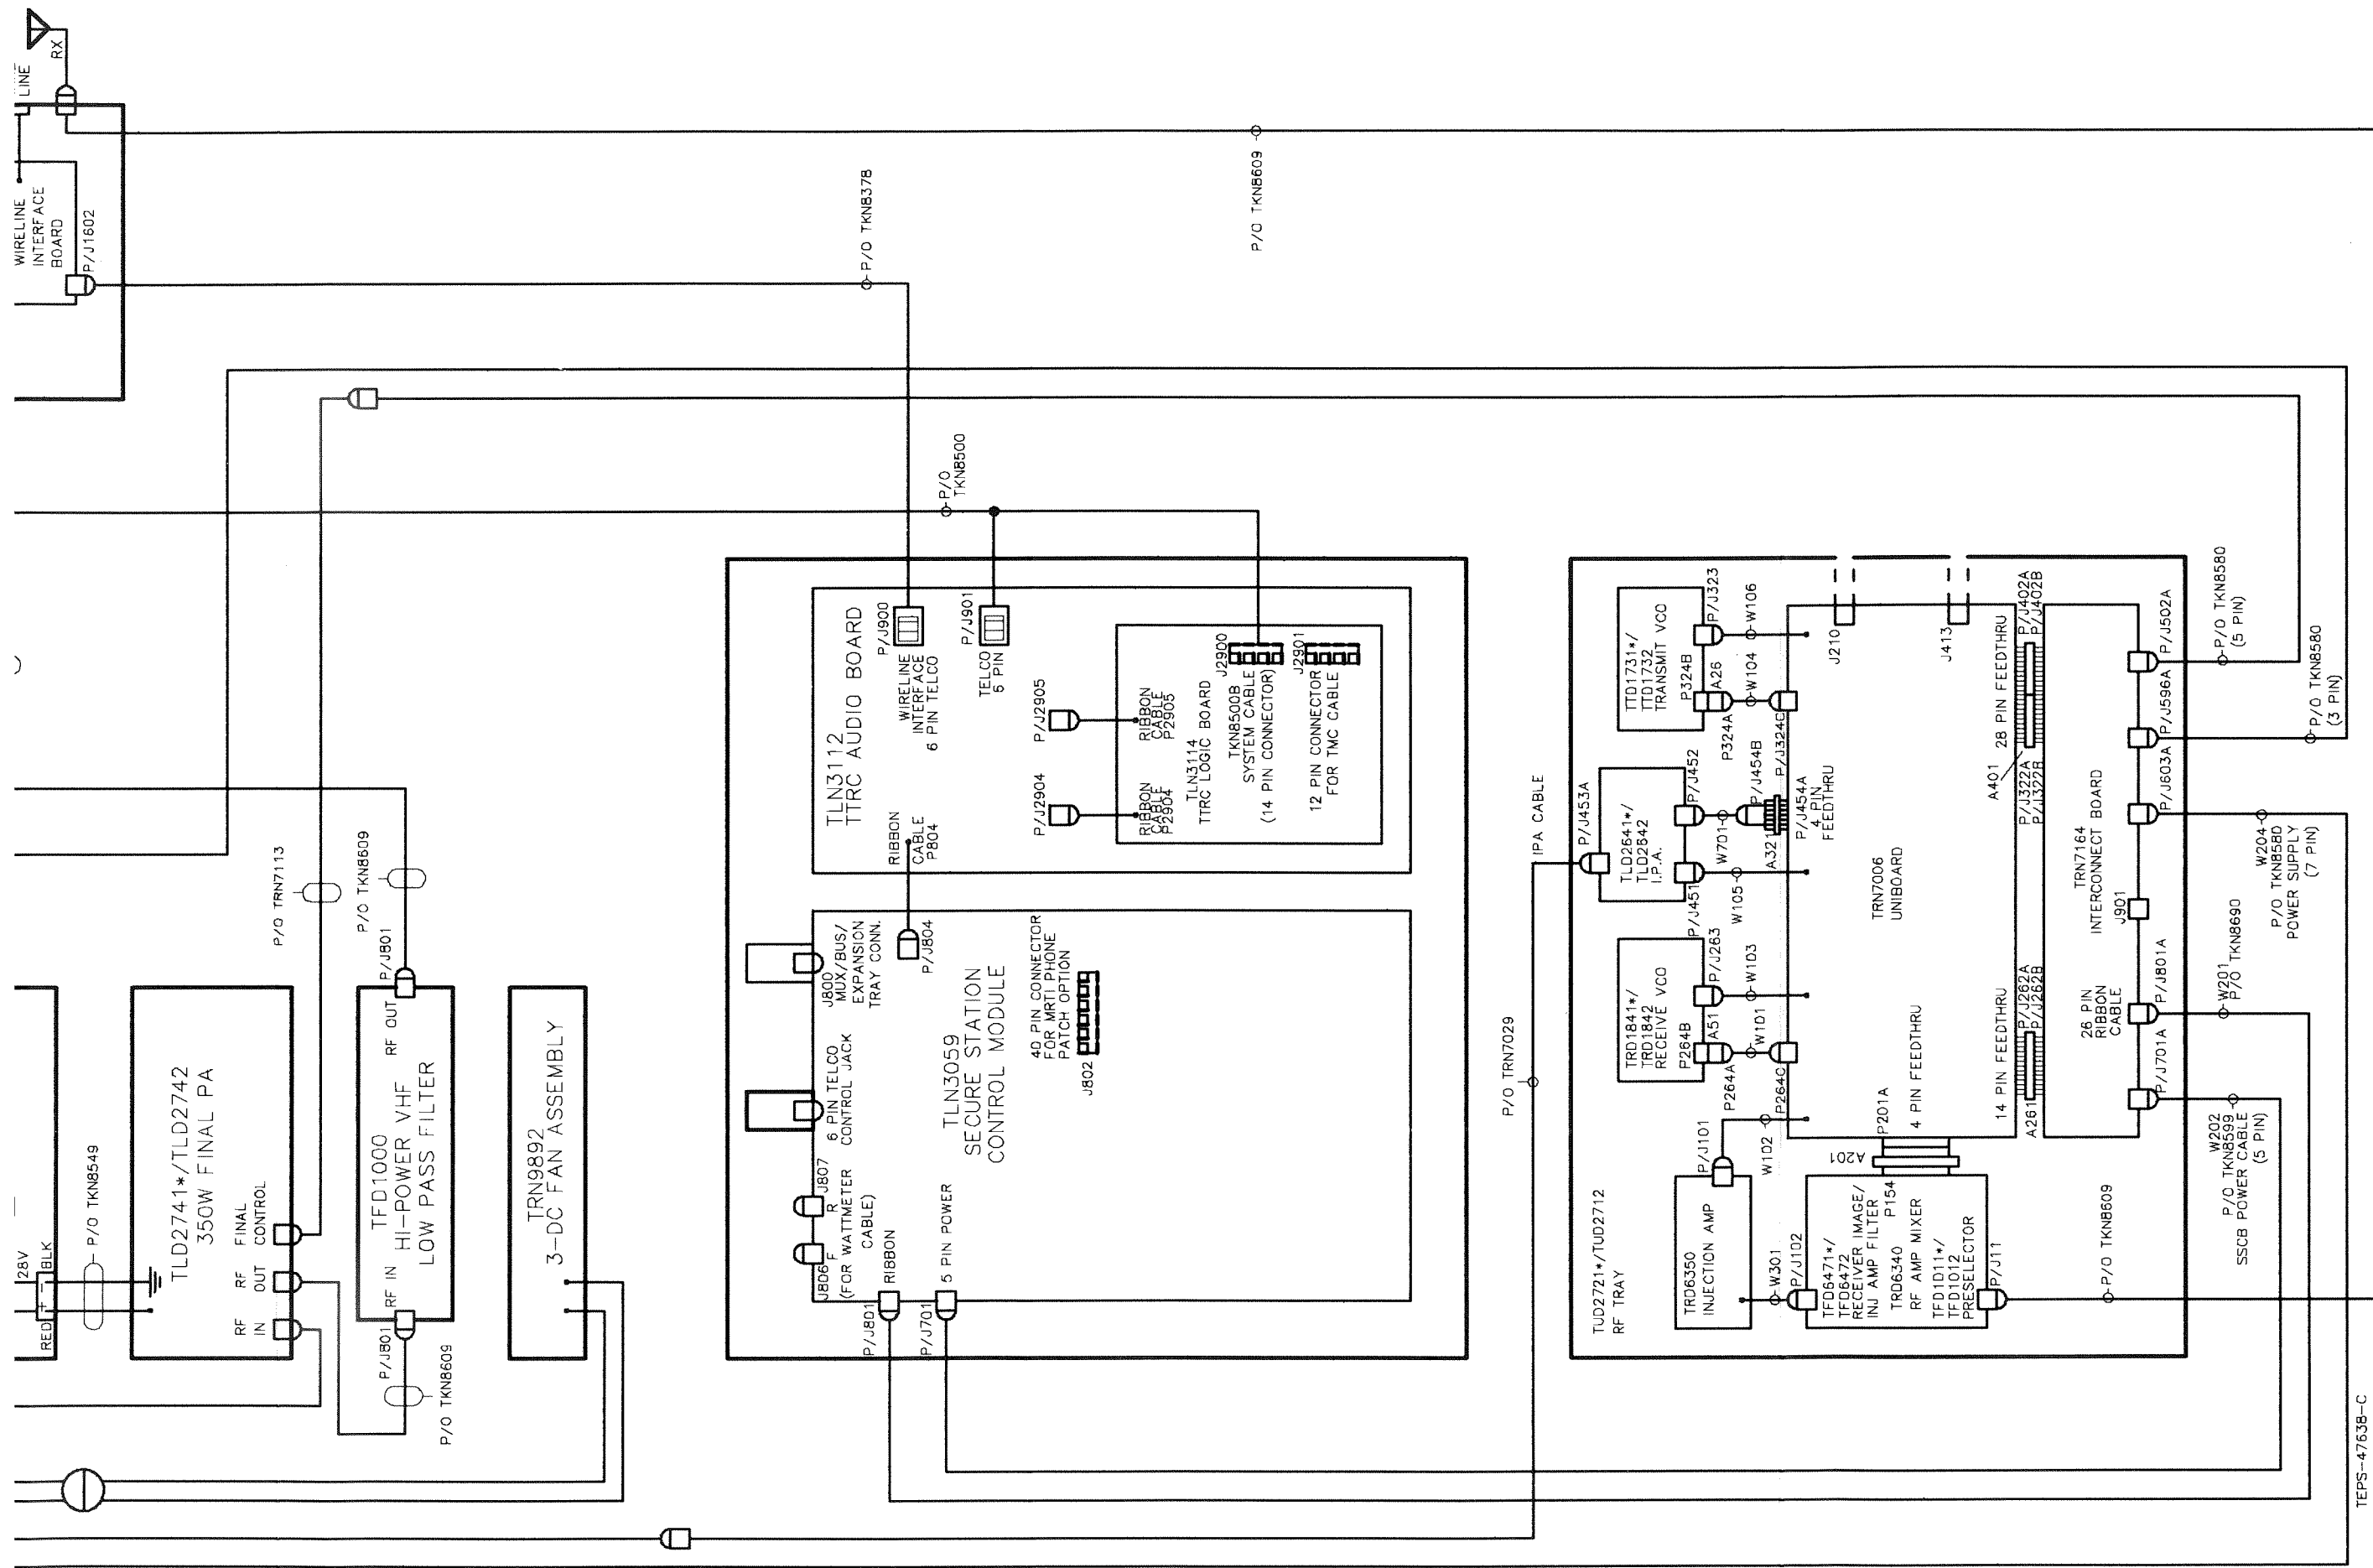 LINE
RX
WIRELINE
INTERFACE
BOARD
P/J1602
P/O TKN8378
P/O TKN8609
28V
RED
+
-
BLK
P/O TKN8549
TLD2741*/TLD2742
350W FINAL PA
RF
IN
RF
OUT
FINAL
CONTROL
P/O TRN7113
P/O TKN8609
P/J801
TFD1000
HI-POWER VHF
LOW PASS FILTER
RF IN
RF OUT
P/J801
P/O TKN8609
TRN9892
3-DC FAN ASSEMBLY
P/O
TKN8500
TLN3112
TTRC AUDIO BOARD
P/J900
WIRELINE
INTERFACE
6 PIN TELCO
P/J901
TELCO
6 PIN
RIBBON
CABLE
P804
P/J2904
P/J2905
RIBBON
CABLE
P2904
RIBBON
CABLE
P2905
TLN3114
TTRC LOGIC BOARD
J2900
TKN8500B
SYSTEM CABLE
(14 PIN CONNECTOR)
J2901
12 PIN CONNECTOR
FOR TMC CABLE
J800
MUX/BUS/
EXPANSION
TRAY CONN.
P/J804
6 PIN TELCO
CONTROL JACK
J806 F
R J807
(FOR WATTMETER
CABLE)
TLN3059
SECURE STATION
CONTROL MODULE
40 PIN CONNECTOR
FOR MRTI PHONE
PATCH OPTION
J802
P/J801
RIBBON
P/J701
5 PIN POWER
P/O TRN7029
IPA CABLE
TUD2721*/TUD2712
RF TRAY
P/J453A
TLD2641*/
TLD2642
I.P.A.
P/J451
P/J452
W105
W701
P/J454B
A321
P/J454A
4 PIN
FEEDTHRU
TTD1731*/
TTD1732
TRANSMIT VCO
P324B
A26
P324A
W104
P/J324C
P/J323
W106
TRD1841*/
TRD1842
RECEIVE VCO
P264B
A51
P264A
W101
P264C
P/J263
W103
TRD6350
INJECTION AMP
P/J101
W102
W301
P/J102
TFD6471*/
TFD6472
RECEIVER IMAGE/
INJ AMP FILTER
TRD6340
P154
RF AMP MIXER
TFD1D11*/
TFD1012
PRESELECTOR
P/J11
A201
P201A
4 PIN FEEDTHRU
TRN7006
UNIBOARD
J210
J413
14 PIN FEEDTHRU
P/J262A
P/J262B
A261
28 PIN FEEDTHRU
P/J402A
P/J402B
A401
P/J322A
P/J322B
TRN7164
INTERCONNECT BOARD
J901
26 PIN
RIBBON
CABLE
P/J701A
P/J801A
P/J603A
P/J596A
P/J502A
P/O TKN8609
W202
P/O TKN8599
SSCB POWER CABLE
(5 PIN)
W201
P/O TKN8690
W204
P/O TKN858D
POWER SUPPLY
(7 PIN)
P/O TKN8580
(3 PIN)
P/O TKN8580
(5 PIN)
TEPS-47638-C